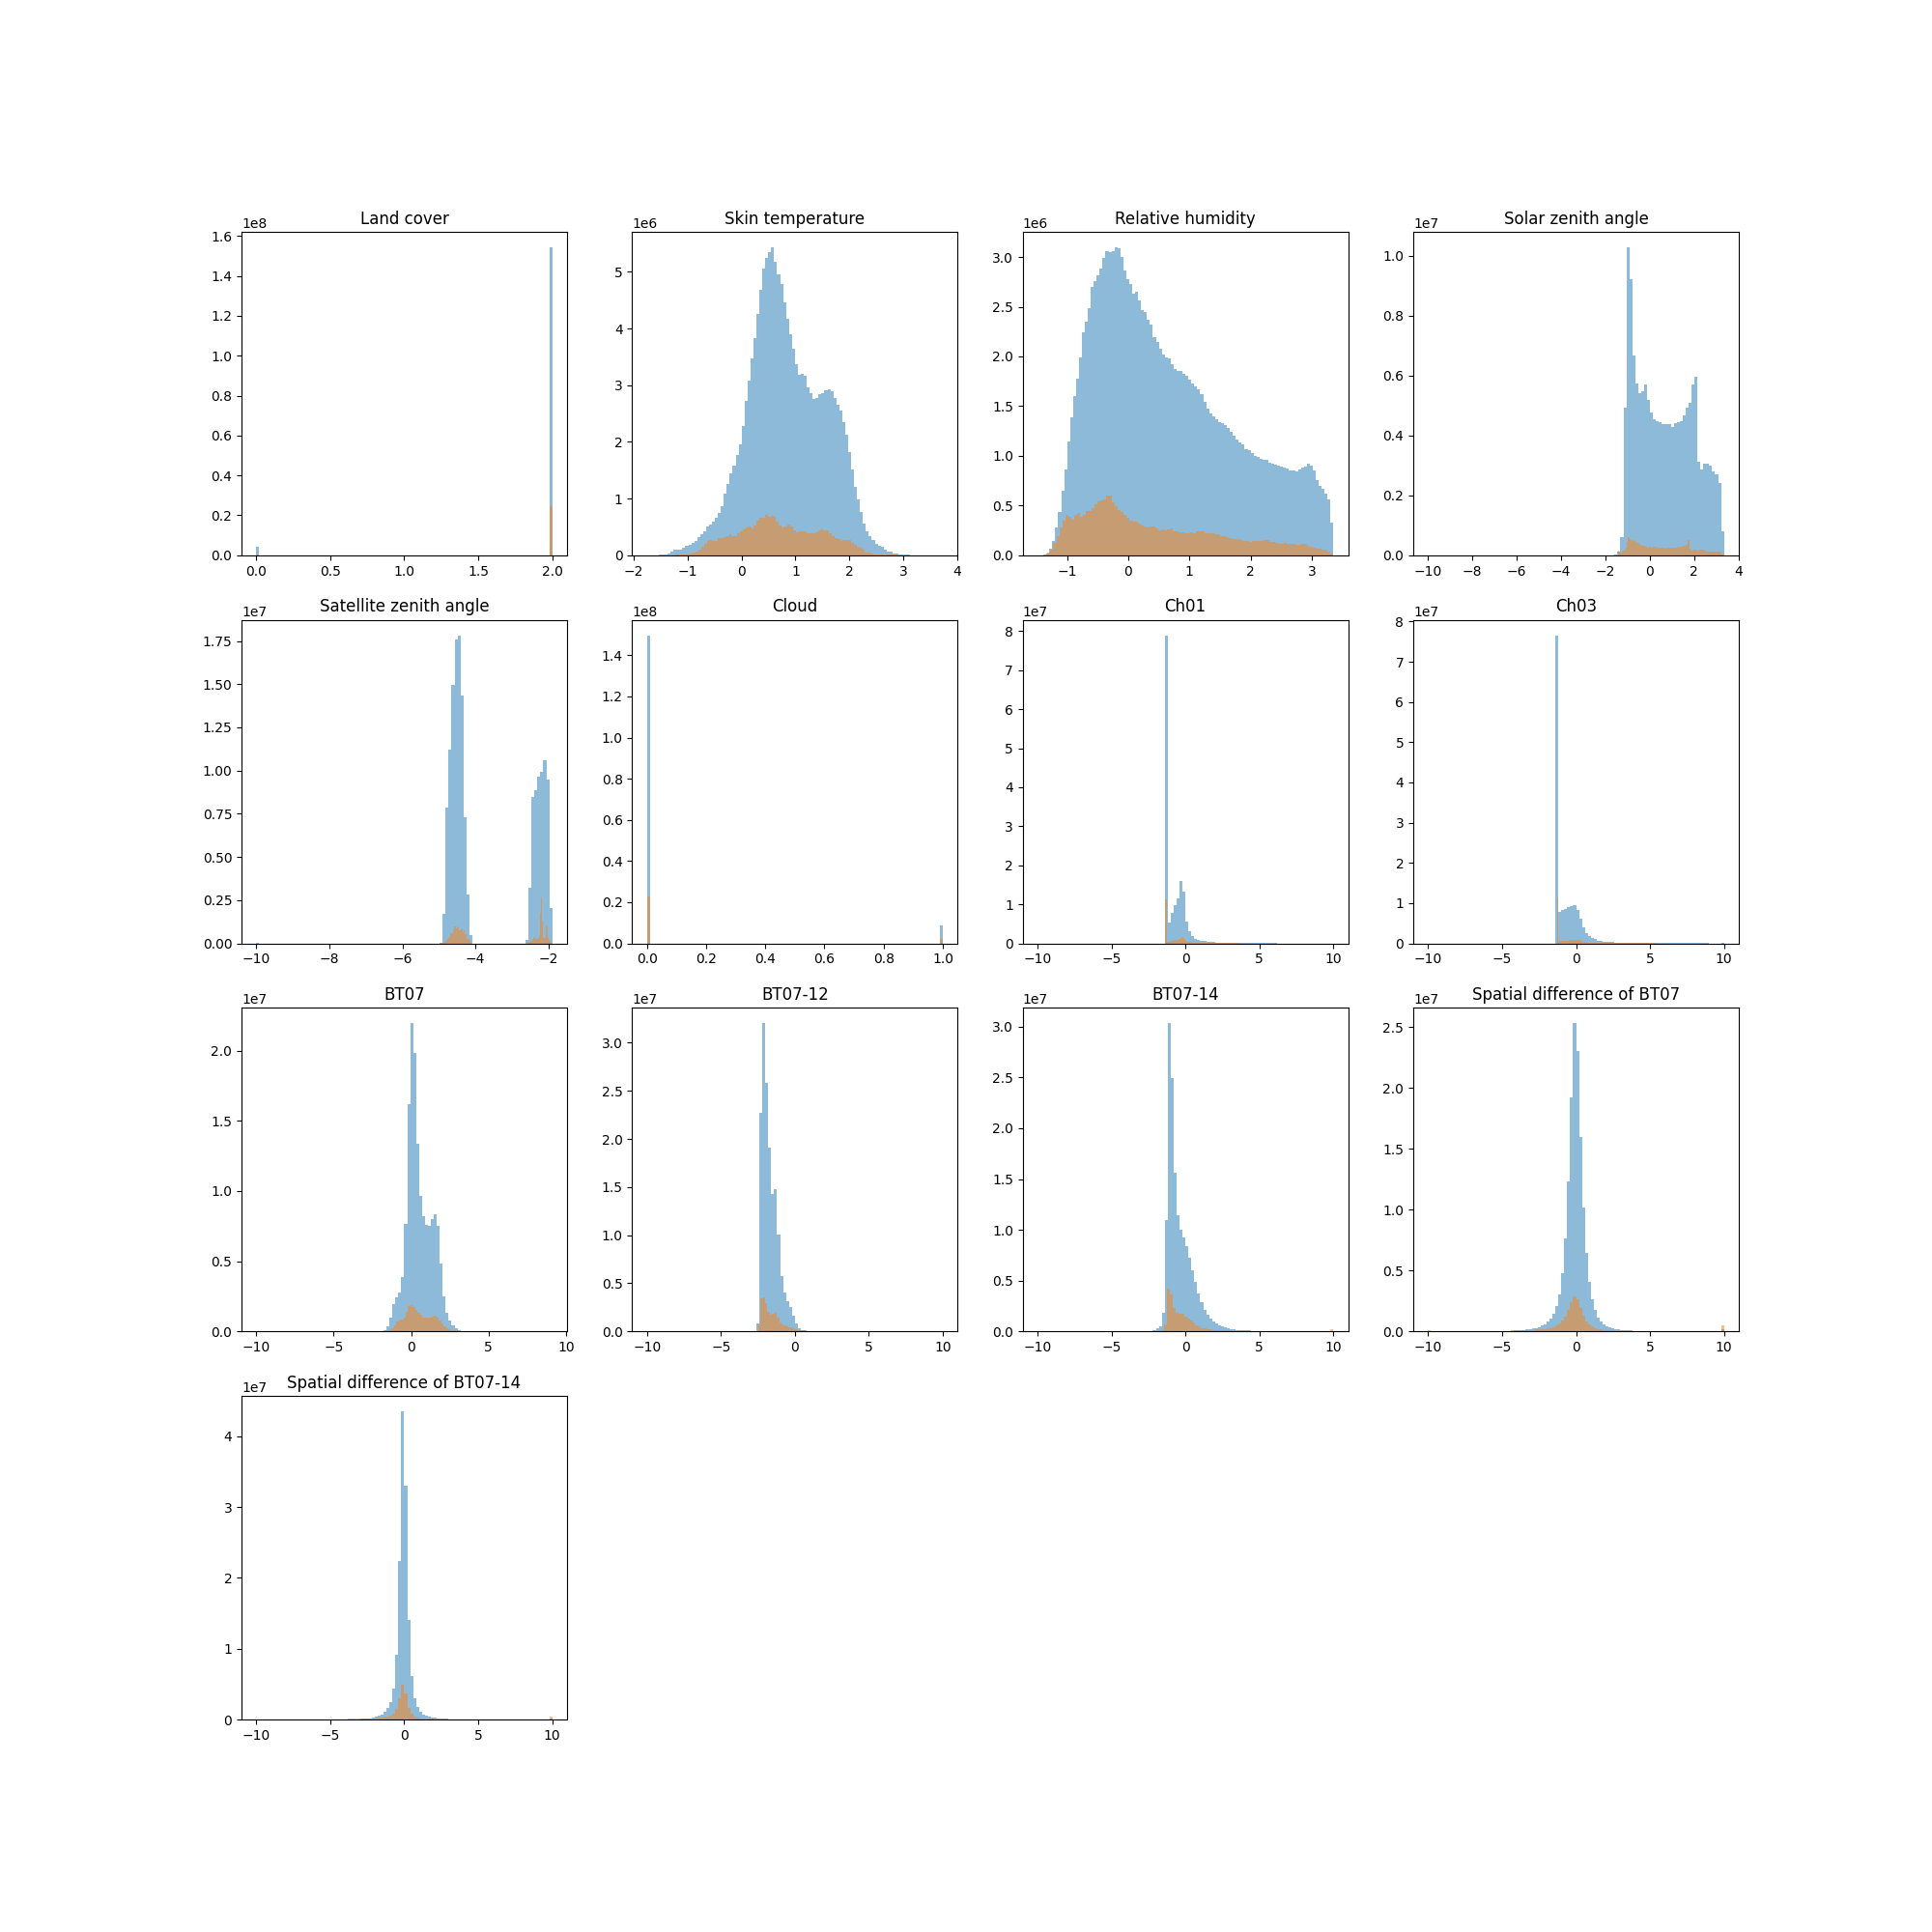 Land cover
1e8
1.6
1.4
1.2
1.0
0.8
0.6
0.4
0.2
0.0
0.0 0.5 1.0 1.5 2.0
Skin temperature
1e6
5
4
3
2
1
0
−2 −1 0 1 2 3 4
Relative humidity
1e6
3.0
2.5
2.0
1.5
1.0
0.5
0.0
−1 0 1 2 3
Solar zenith angle
1e7
1.0
0.8
0.6
0.4
0.2
0.0
−10 −8 −6 −4 −2 0 2 4
Satellite zenith angle
1e7
1.75
1.50
1.25
1.00
0.75
0.50
0.25
0.00
−10 −8 −6 −4 −2
Cloud
1e8
1.4
1.2
1.0
0.8
0.6
0.4
0.2
0.0
0.0 0.2 0.4 0.6 0.8 1.0
Ch01
1e7
8
7
6
5
4
3
2
1
0
−10 −5 0 5 10
Ch03
1e7
8
7
6
5
4
3
2
1
0
−10 −5 0 5 10
BT07
1e7
2.0
1.5
1.0
0.5
0.0
−10 −5 0 5 10
BT07-12
1e7
3.0
2.5
2.0
1.5
1.0
0.5
0.0
−10 −5 0 5 10
BT07-14
1e7
3.0
2.5
2.0
1.5
1.0
0.5
0.0
−10 −5 0 5 10
Spatial difference of BT07
1e7
2.5
2.0
1.5
1.0
0.5
0.0
−10 −5 0 5 10
Spatial difference of BT07-14
1e7
4
3
2
1
0
−10 −5 0 5 10